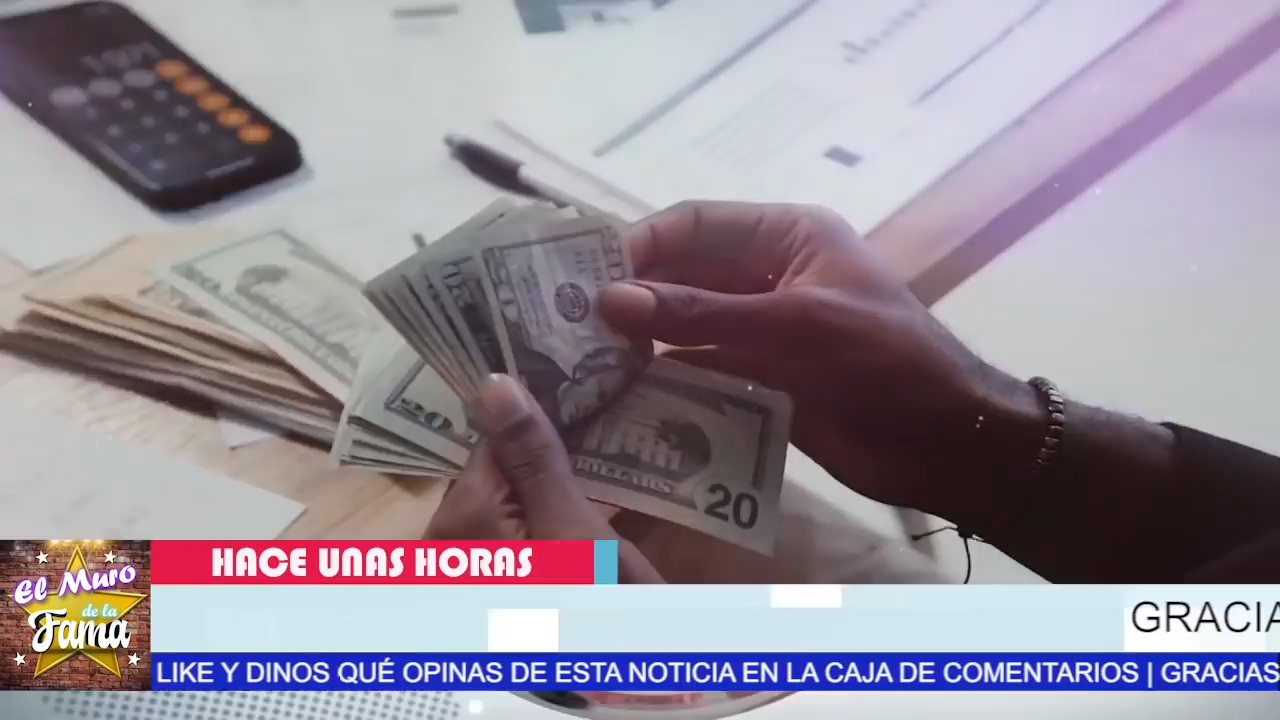 20
20
HACE UNAS HORAS
El Muro
de la
Fama
GRACIA
LIKE Y DINOS QUÉ OPINAS DE ESTA NOTICIA EN LA CAJA DE COMENTARIOS | GRACIAS